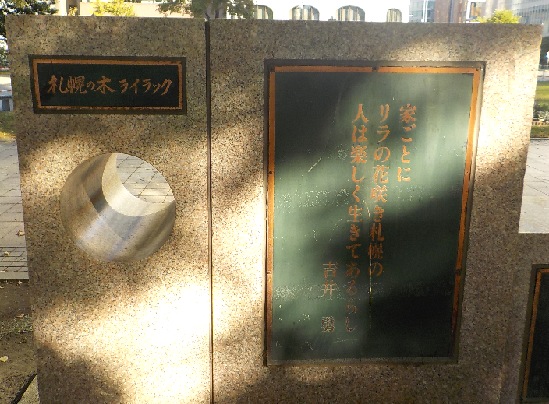 札幌の木 ライラック
家ごとに
リラの花咲き札幌の
人は楽しく生きてあるらし
吉井 勇